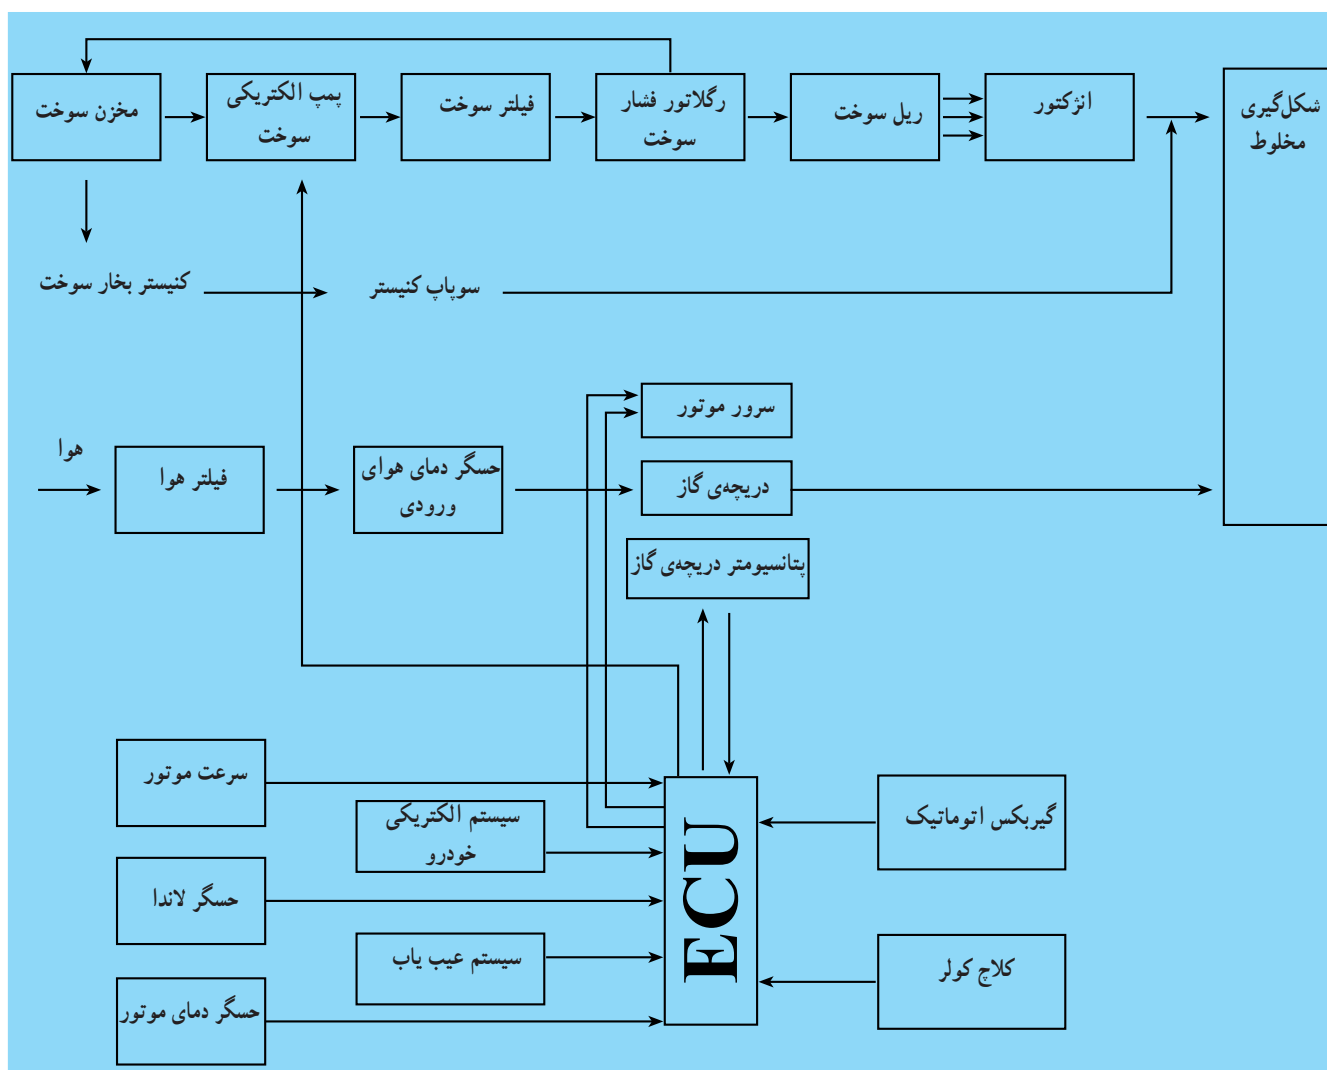 مخزن سوخت
پمپ الکتریکی
سوخت
فیلتر سوخت
رگلاتور فشار
سوخت
ریل سوخت
انژکتور
شکل‌گیری
مخلوط
کنیستر بخار سوخت
سوپاپ کنیستر
سرور موتور
هوا
فیلتر هوا
حسگر دمای هوای
ورودی
دریچه‌ی گاز
پتانسیومتر دریچه‌ی گاز
سرعت موتور
سیستم الکتریکی
خودرو
گیربکس اتوماتیک
حسگر لاندا
ECU
سیستم عیب یاب
کلاچ کولر
حسگر دمای موتور